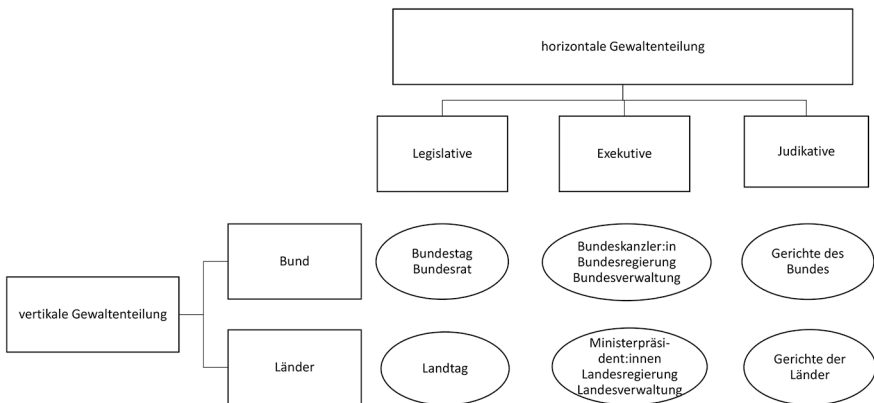 horizontale Gewaltenteilung
Legislative
Exekutive
Judikative
Bund
Bundestag
Bundesrat
Bundeskanzler:in
Bundesregierung
Bundesverwaltung
Gerichte des
Bundes
vertikale Gewaltenteilung
Länder
Landtag
Ministerpräsi-
dent:innen
Landesregierung
Landesverwaltung
Gerichte der
Länder